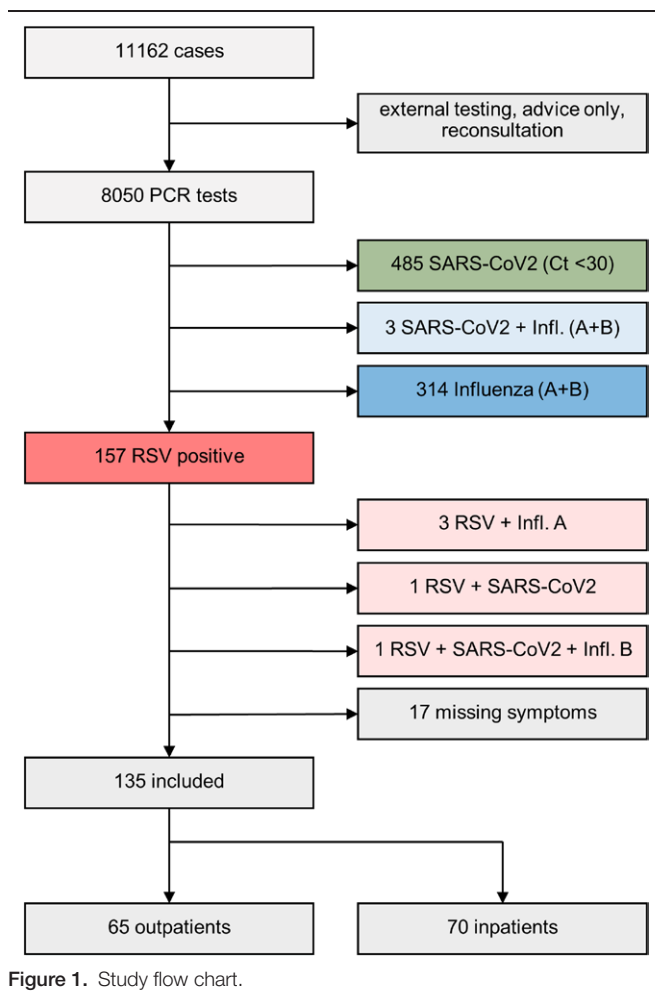 11162 cases
external testing, advice only,
reconsultation
8050 PCR tests
485 SARS-CoV2 (Ct <30)
3 SARS-CoV2 + Infl. (A+B)
314 Influenza (A+B)
157 RSV positive
3 RSV + Infl. A
1 RSV + SARS-CoV2
1 RSV + SARS-CoV2 + Infl. B
17 missing symptoms
135 included
65 outpatients
70 inpatients
Figure 1. Study flow chart.